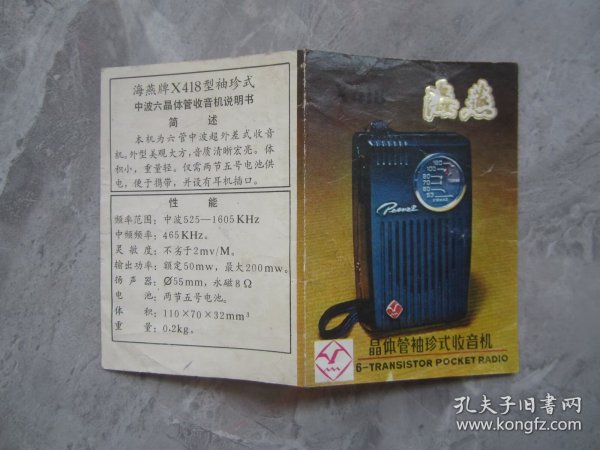 海燕牌X418型袖珍式
中波六晶体管收音机说明书
简 述
本机为六管中波超外差式收音
机。外型美观大方，音质清晰宏亮。体
积小，重量轻。仅需两节五号电池供
电，便于携带，并设有耳机插口。
性 能
频率范围：中波525—1605KHz
中频频率：465KHz。
灵 敏 度：不劣于2mv/M。
输出功率：额定50mw，最大200mw。
扬 声 器：Ø55mm，永磁8Ω
电 池：两节五号电池。
体 积：110×70×32mm³
重 量：0.2kg。
海燕
晶体管袖珍式收音机
6-TRANSISTOR POCKET RADIO
孔夫子旧书网
www.kongfz.com